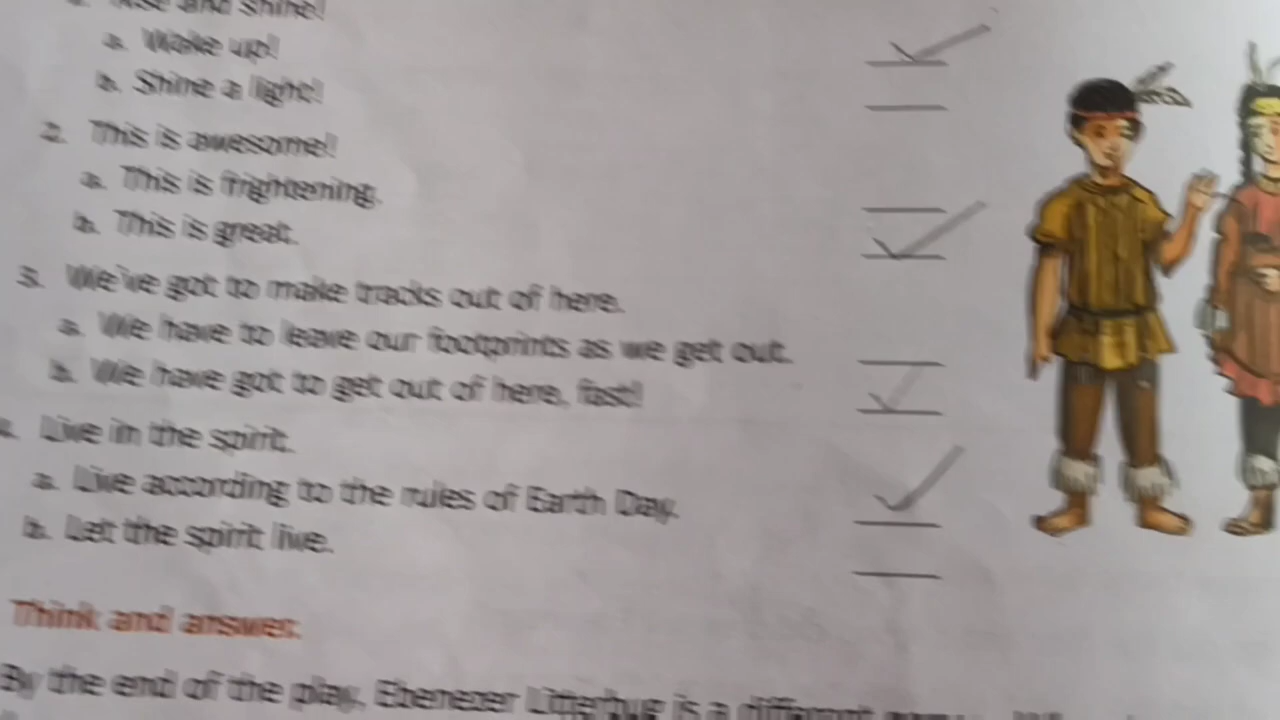 Rise and shine!
a. Wake up!
b. Shine a light!
2. This is awesome!
a. This is frightening.
b. This is great.
3. We've got to make tracks out of here.
a. We have to leave our footprints as we get out.
b. We have got to get out of here, fast!
4. Live in the spirit.
a. Live according to the rules of Earth Day.
b. Let the spirit live.
Think and answer.
By the end of the play, Ebenezer Litterbug is a different